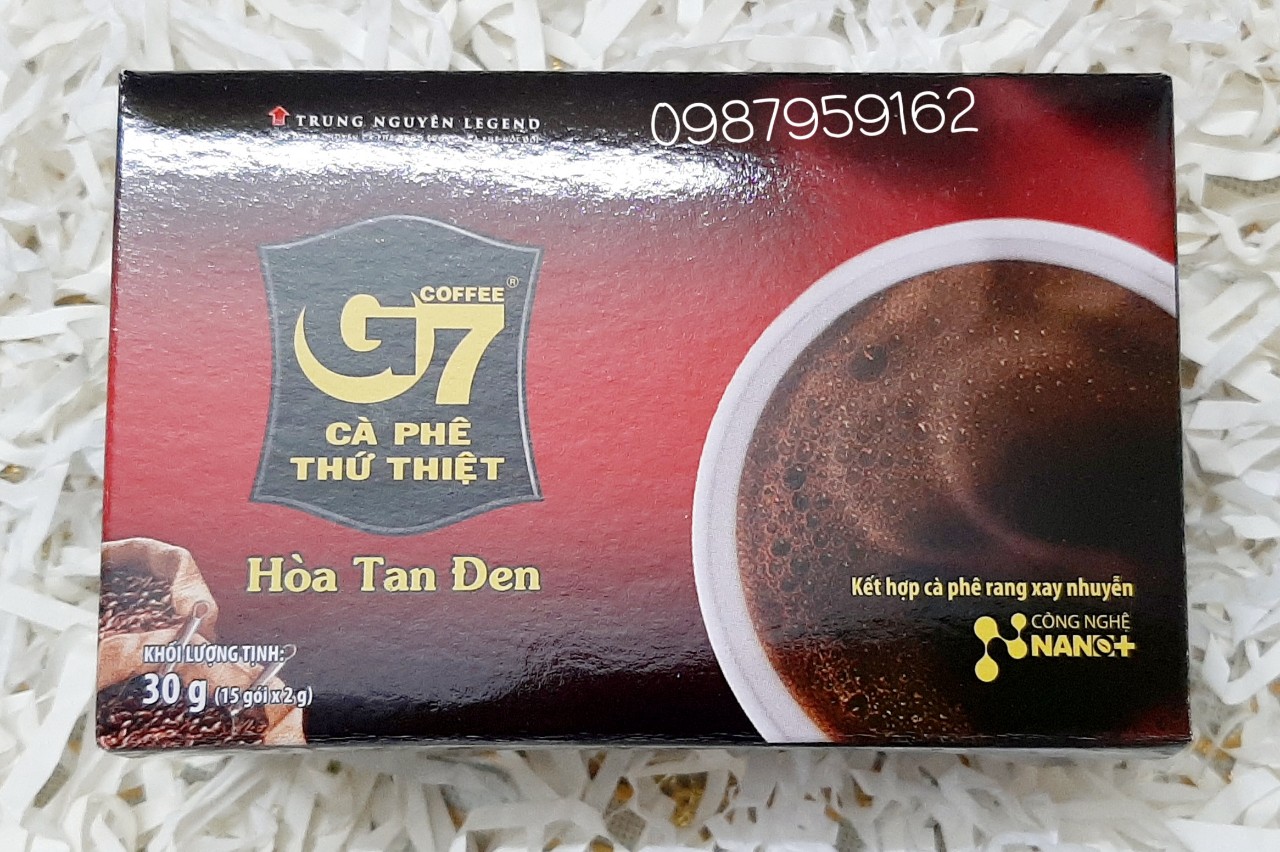 TRUNG NGUYÊN LEGEND
0987959162
COFFEE®
G7
CÀ PHÊ
THỨ THIỆT
Hòa Tan Đen
Kết hợp cà phê rang xay nhuyễn
CÔNG NGHỆ
NANO+
KHỐI LƯỢNG TỊNH:
30 g (15 gói x 2 g)